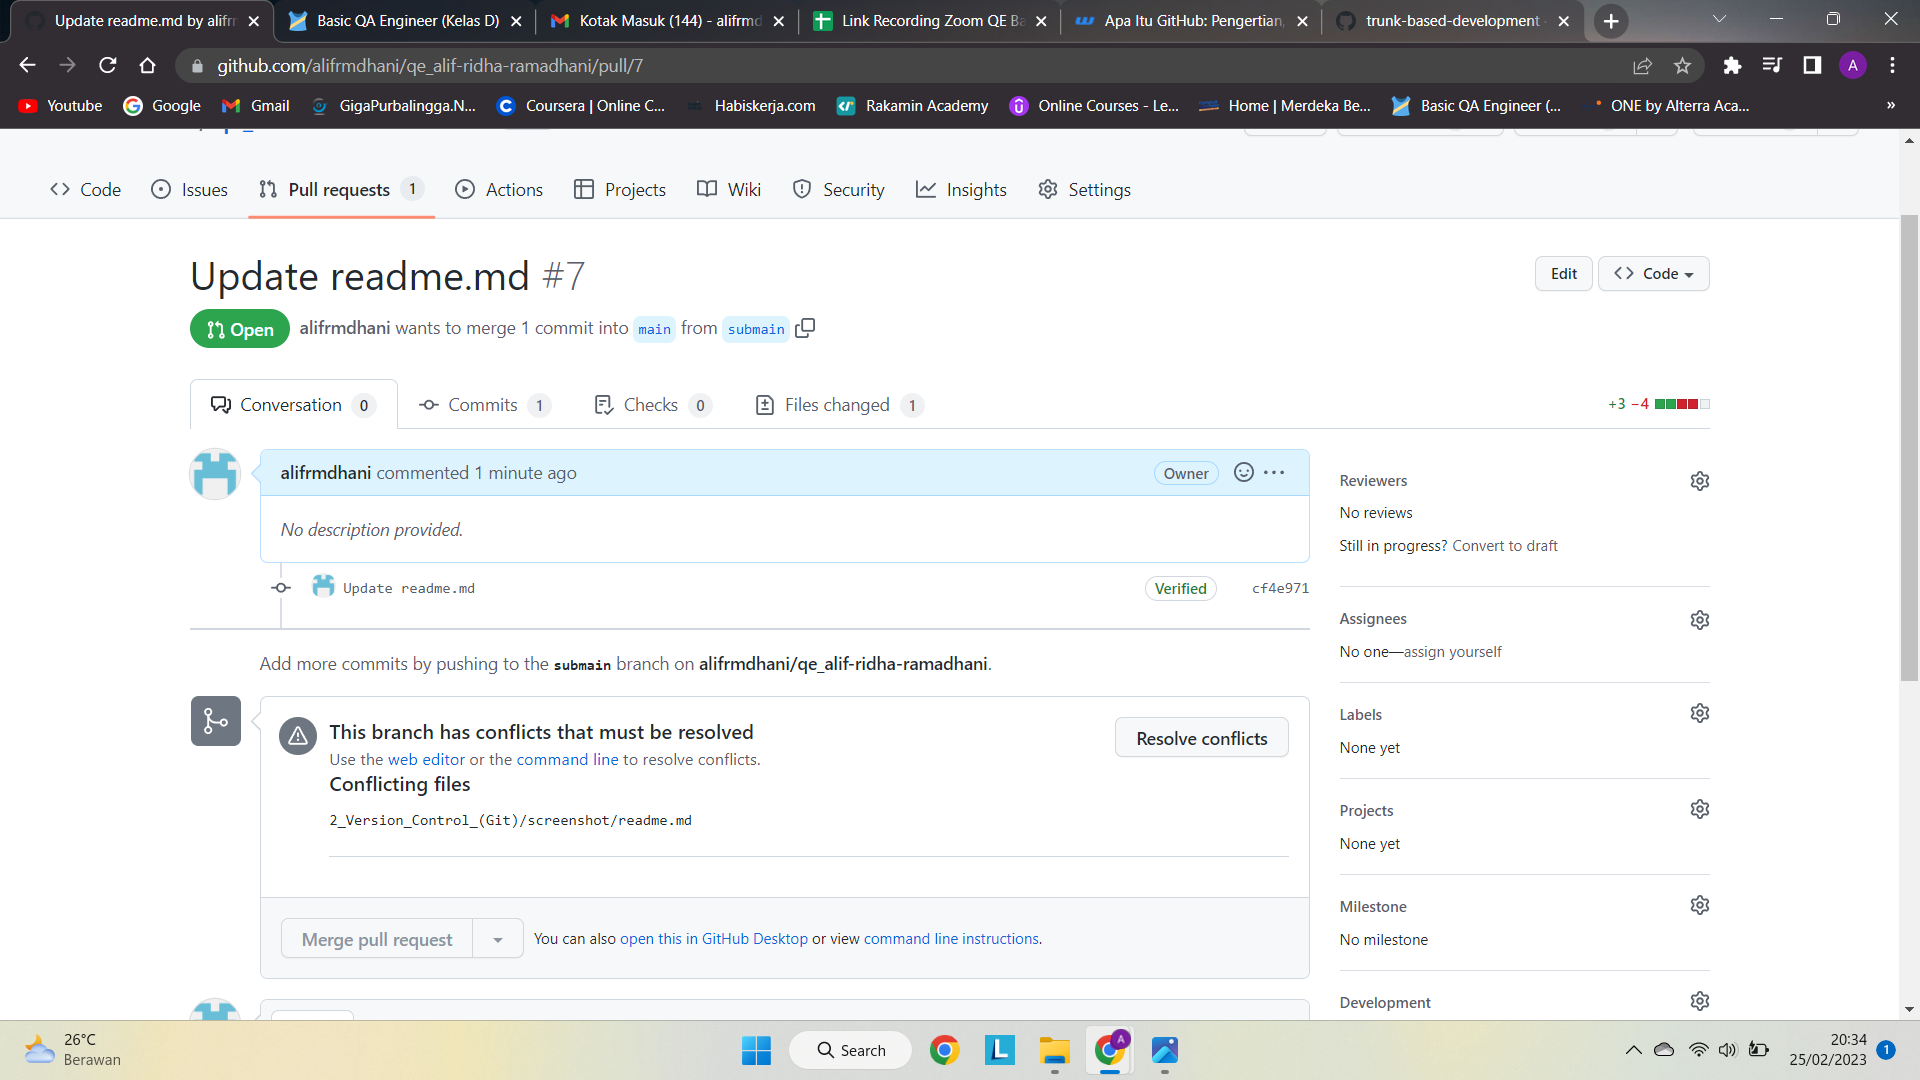 Update readme.md by alifrm
Basic QA Engineer (Kelas D)
Kotak Masuk (144) - alifrmd
Link Recording Zoom QE Ba
Apa Itu GitHub: Pengertian,
trunk-based-development
github.com/alifrmdhani/qe_alif-ridha-ramadhani/pull/7
A
Youtube
Google
Gmail
GigaPurbalingga.N...
Coursera | Online C...
Habiskerja.com
Rakamin Academy
Online Courses - Le...
Home | Merdeka Be...
Basic QA Engineer (...
ONE by Alterra Aca...
»
Code
Issues
Pull requests 1
Actions
Projects
Wiki
Security
Insights
Settings
Update readme.md #7
Edit
Code
Open
alifrmdhani wants to merge 1 commit into main from submain
Conversation 0
Commits 1
Checks 0
Files changed 1
+3 −4
alifrmdhani commented 1 minute ago
Owner
No description provided.
Update readme.md
Verified
cf4e971
Add more commits by pushing to the submain branch on alifrmdhani/qe_alif-ridha-ramadhani.
This branch has conflicts that must be resolved
Use the web editor or the command line to resolve conflicts.
Resolve conflicts
Conflicting files
2_Version_Control_(Git)/screenshot/readme.md
Merge pull request
You can also open this in GitHub Desktop or view command line instructions.
Reviewers
No reviews
Still in progress? Convert to draft
Assignees
No one—assign yourself
Labels
None yet
Projects
None yet
Milestone
No milestone
Development
26°C
Berawan
Search
L
A
20:34
25/02/2023
1